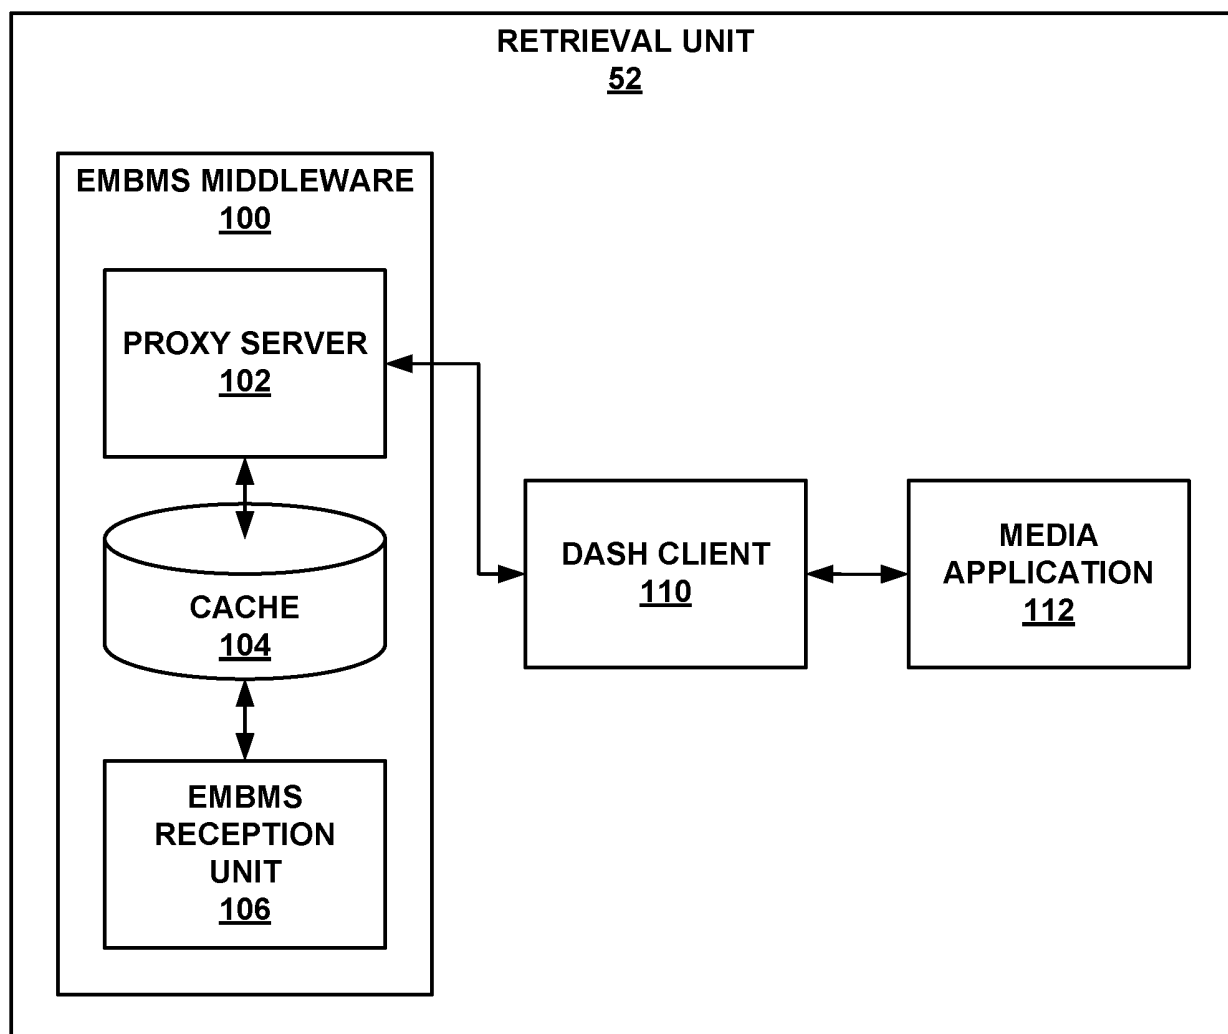 RETRIEVAL UNIT
52
EMBMS MIDDLEWARE
100
PROXY SERVER
102
CACHE
104
EMBMS
RECEPTION
UNIT
106
DASH CLIENT
110
MEDIA
APPLICATION
112